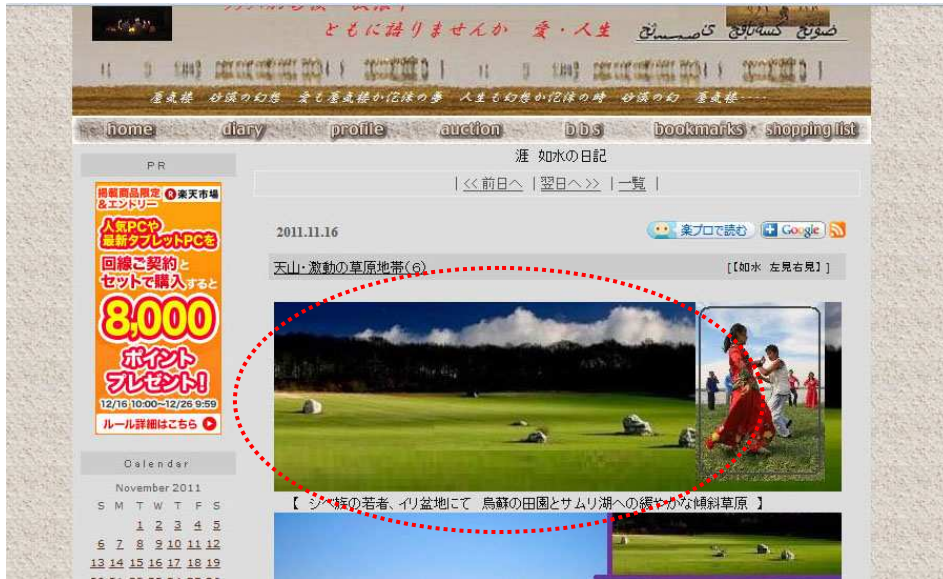 ともに語りませんか 愛・人生
蜃気楼 砂漠の幻想 愛も蜃気楼か陀佯の夢 人生も幻想か陀佯の時 砂漠の幻 蜃気楼----
home diary profile auction bbs bookmarks shopping list
涯 如水の日記
| <<前日へ | 翌日へ>> | 一覧 |
PR
掲載商品限定 R楽天市場
&エントリー
人気PCや
最新タブレットPCを
回線ご契約と
セットで購入すると
8,000
ポイント
プレゼント!
12/16 10:00~12/26 9:59
ルール詳細はこちら
2011.11.16
楽プロで読む + Google
天山・激動の草原地帯(6)
[【如水 左見右見】]
【 シベ族の若者、イリ盆地にて 烏蘇の田園とサムリ湖への緩やかな傾斜草原 】
Calendar
November 2011
S M T W T F S
1 2 3 4 5
6 7 8 9 10 11 12
13 14 15 16 17 18 19